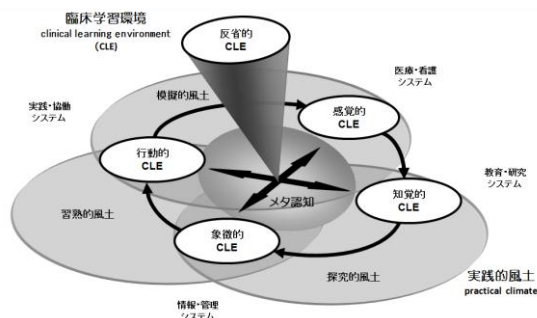 臨床学習環境
clinical learning environment
(CLE)
反省的
CLE
医療・看護
システム
模擬的風土
感覚的
CLE
実践・協働
システム
行動的
CLE
教育・研究
システム
知覚的
CLE
メタ認知
習熟的風土
象徴的
CLE
探究的風土
実践的風土
practical climate
情報・管理
システム